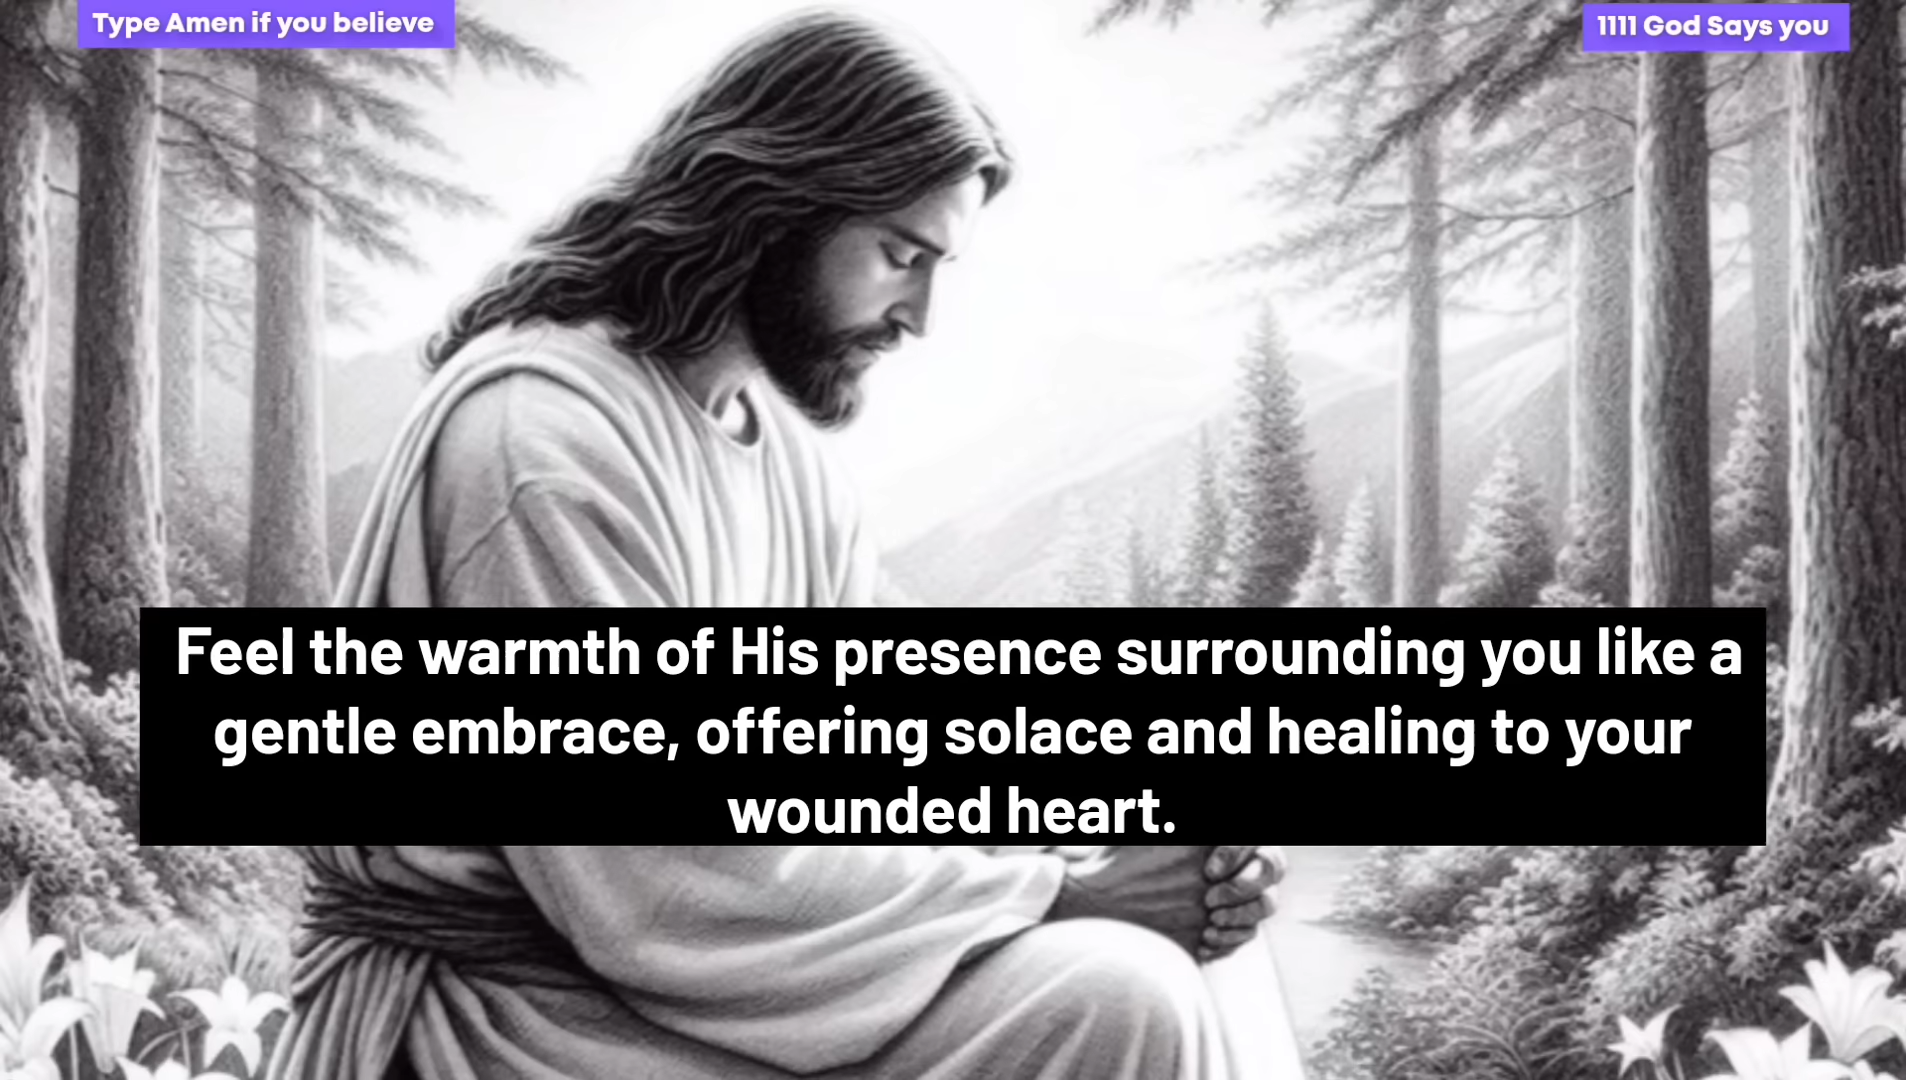 Type Amen if you believe
1111 God Says you
Feel the warmth of His presence surrounding you like a
gentle embrace, offering solace and healing to your
wounded heart.